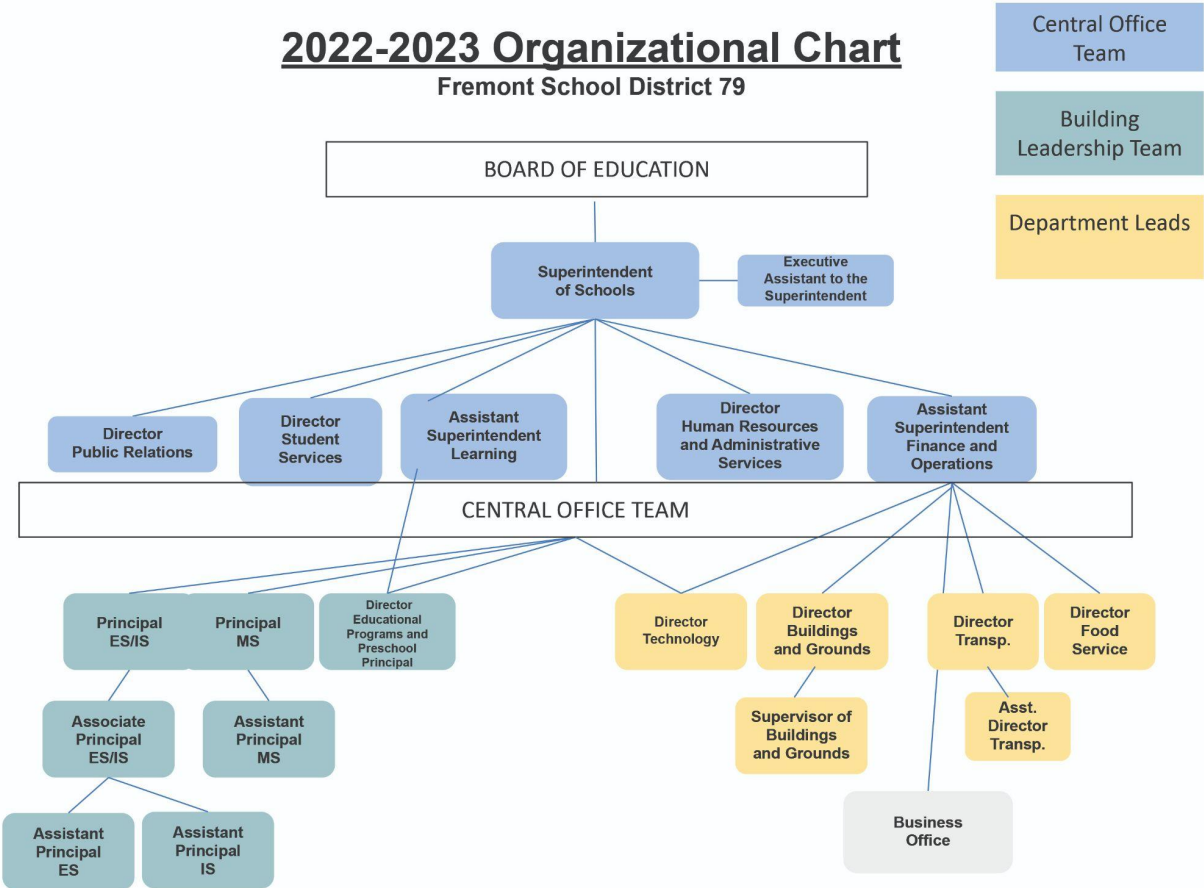 2022-2023 Organizational Chart
Fremont School District 79
Central Office
Team
Building
Leadership Team
Department Leads
BOARD OF EDUCATION
Superintendent
of Schools
Executive
Assistant to the
Superintendent
Director
Public Relations
Director
Student
Services
Assistant
Superintendent
Learning
Director
Human Resources
and Administrative
Services
Assistant
Superintendent
Finance and
Operations
CENTRAL OFFICE TEAM
Principal
ES/IS
Principal
MS
Director
Educational
Programs and
Preschool
Principal
Director
Technology
Director
Buildings
and Grounds
Director
Transp.
Director
Food
Service
Associate
Principal
ES/IS
Assistant
Principal
MS
Supervisor of
Buildings
and Grounds
Asst.
Director
Transp.
Assistant
Principal
ES
Assistant
Principal
IS
Business
Office